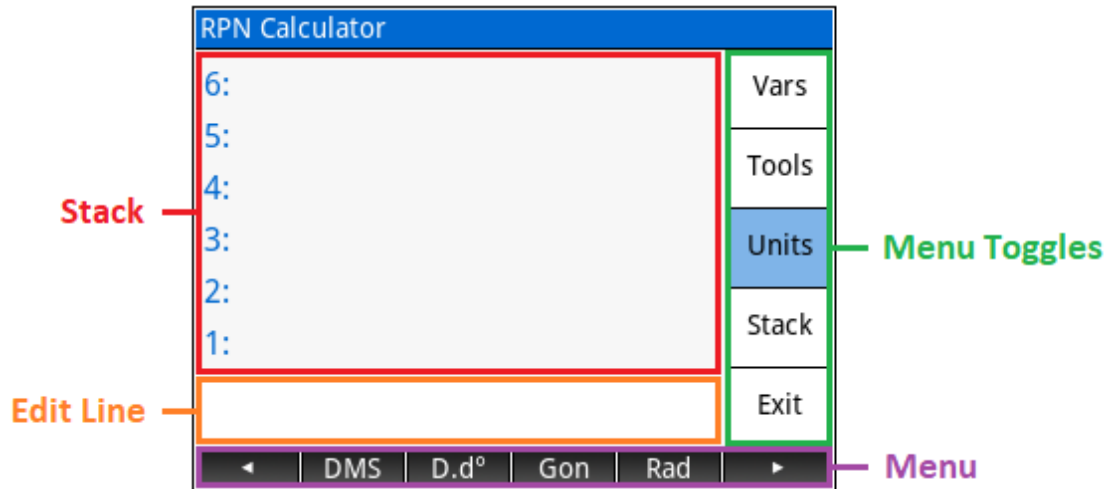 RPN Calculator
6:
Vars
5:
Tools
4:
Stack
3:
Units
Menu Toggles
2:
Stack
1:
Edit Line
Exit
◄ DMS D.dº Gon Rad ►
Menu